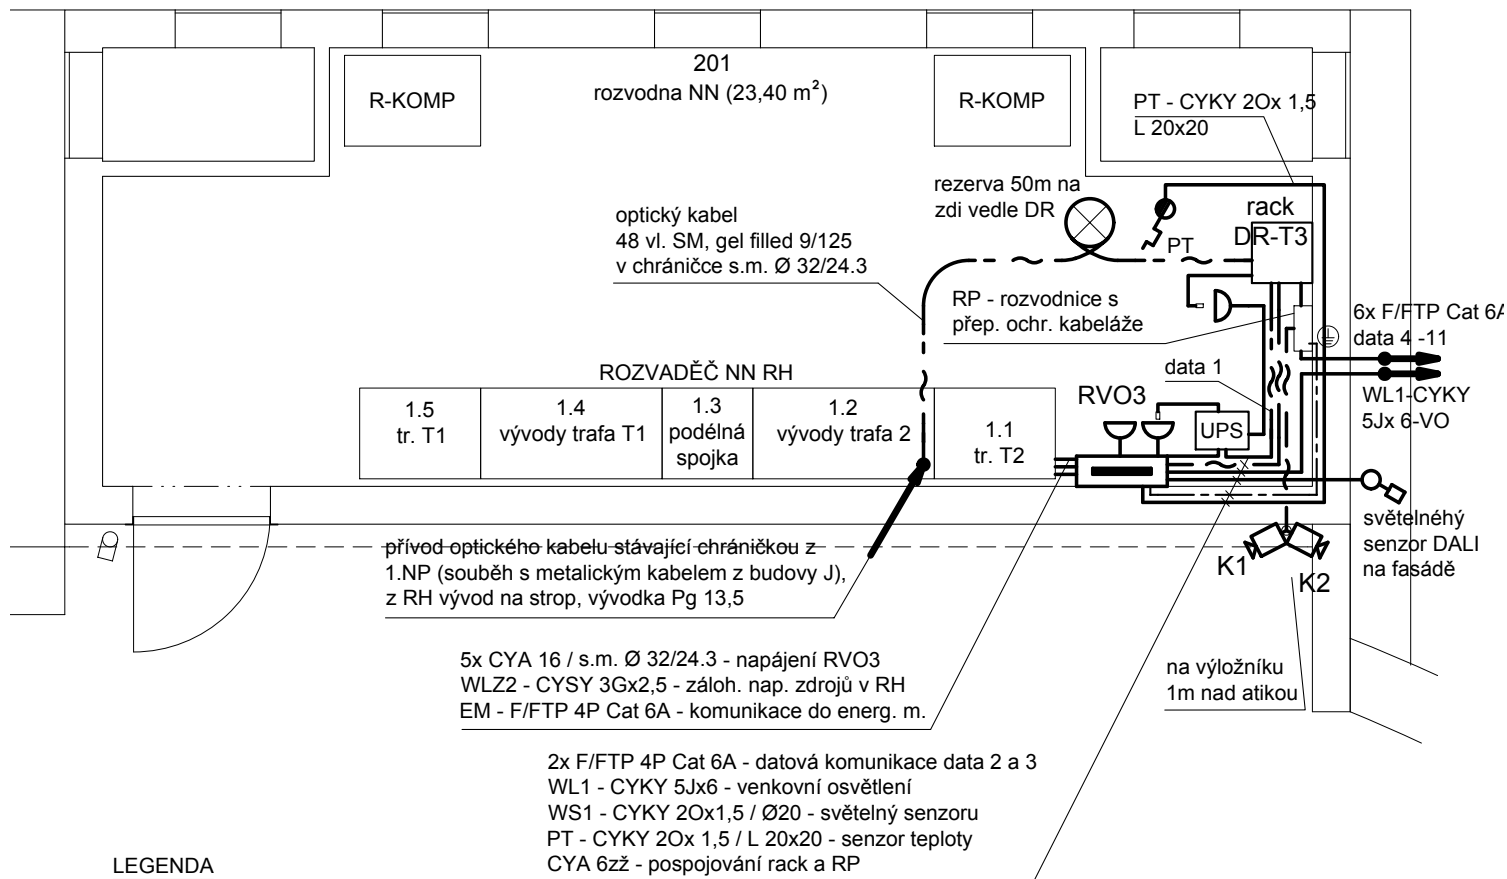 201
rozvodna NN (23,40 m²)
R-KOMP
R-KOMP
PT - CYKY 2Ox 1,5
L 20x20
rezerva 50m na
zdi vedle DR
rack
DR-T3
PT
optický kabel
48 vl. SM, gel filled 9/125
v chráničce s.m. Ø 32/24.3
RP - rozvodnice s
přep. ochr. kabeláže
6x F/FTP Cat 6A
data 4 -11
data 1
WL1-CYKY
5Jx 6-VO
ROZVADĚČ NN RH
RVO3
UPS
1.5
tr. T1
1.4
vývody trafa T1
1.3
podélná
spojka
1.2
vývody trafa 2
1.1
tr. T2
světelnéhý
senzor DALI
na fasádě
K1
K2
přívod optického kabelu stávající chráničkou z
1.NP (souběh s metalickým kabelem z budovy J),
z RH vývod na strop, vývodka Pg 13,5
5x CYA 16 / s.m. Ø 32/24.3 - napájení RVO3
WLZ2 - CYSY 3Gx2,5 - záloh. nap. zdrojů v RH
EM - F/FTP 4P Cat 6A - komunikace do energ. m.
na výložníku
1m nad atikou
2x F/FTP 4P Cat 6A - datová komunikace data 2 a 3
WL1 - CYKY 5Jx6 - venkovní osvětlení
WS1 - CYKY 2Ox1,5 / Ø20 - světelný senzoru
PT - CYKY 2Ox 1,5 / L 20x20 - senzor teploty
CYA 6zž - pospojování rack a RP
LEGENDA